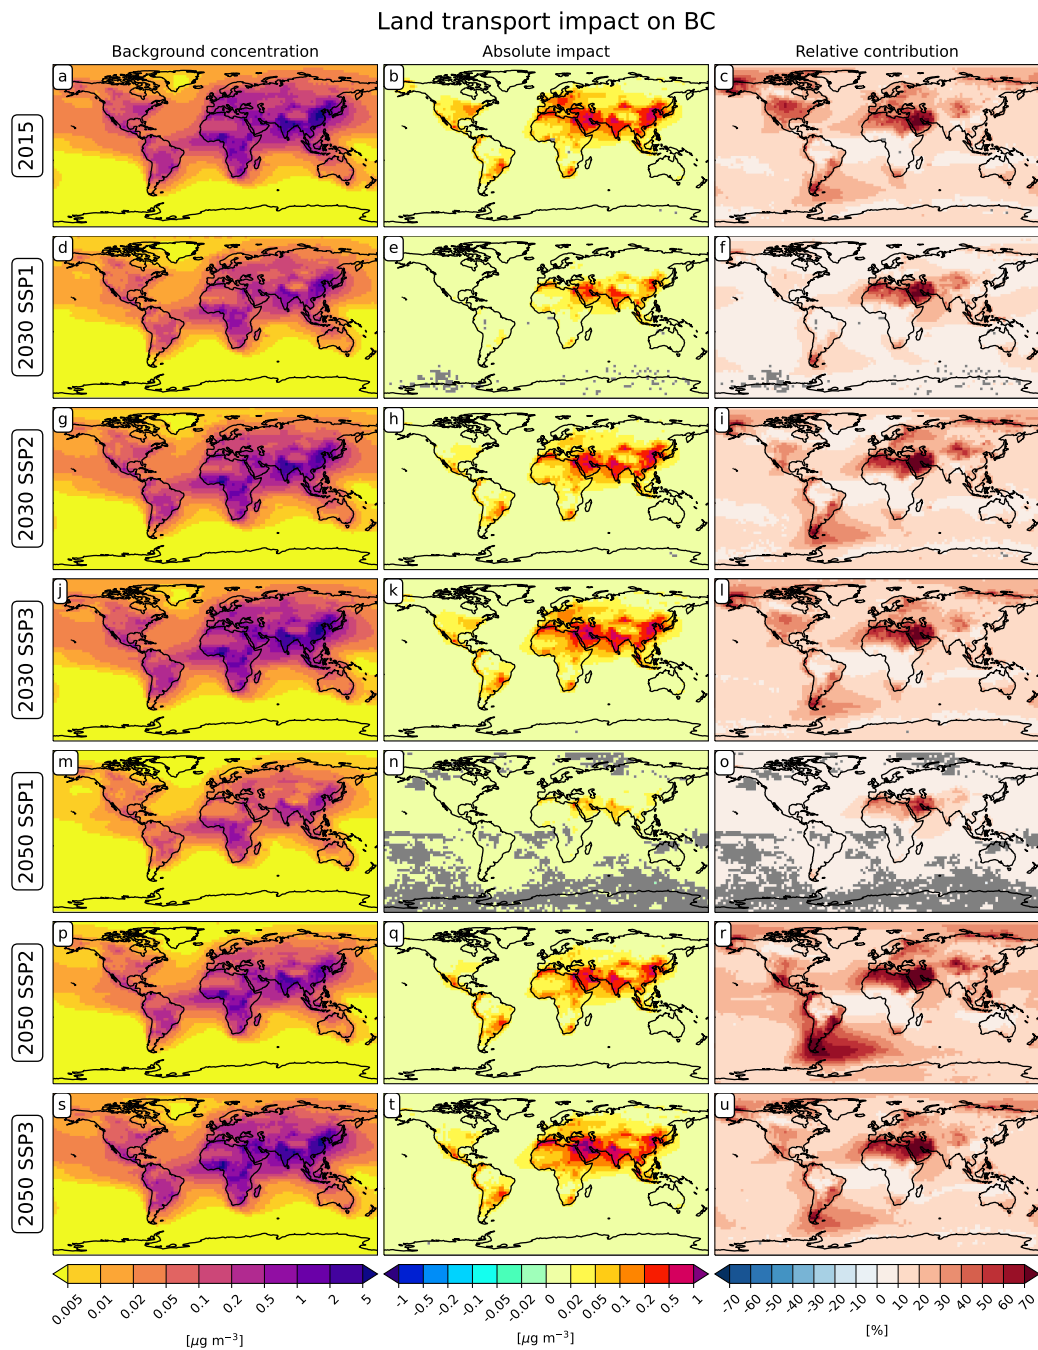 Land transport impact on BC
Background concentration
Absolute impact
Relative contribution
2015
a
b
c
2030 SSP1
d
e
f
2030 SSP2
g
h
i
2030 SSP3
j
k
l
2050 SSP1
m
n
o
2050 SSP2
p
q
r
2050 SSP3
s
t
u
0.005 0.01 0.02 0.05 0.1 0.2 0.5 1 2 5
[μg m⁻³]
-1 -0.5 -0.1 -0.05 -0.02 0 0.02 0.05 0.1 0.2 0.5 1
[μg m⁻³]
-70 -60 -50 -40 -30 -20 -10 0 10 20 30 40 50 60 70
[%]